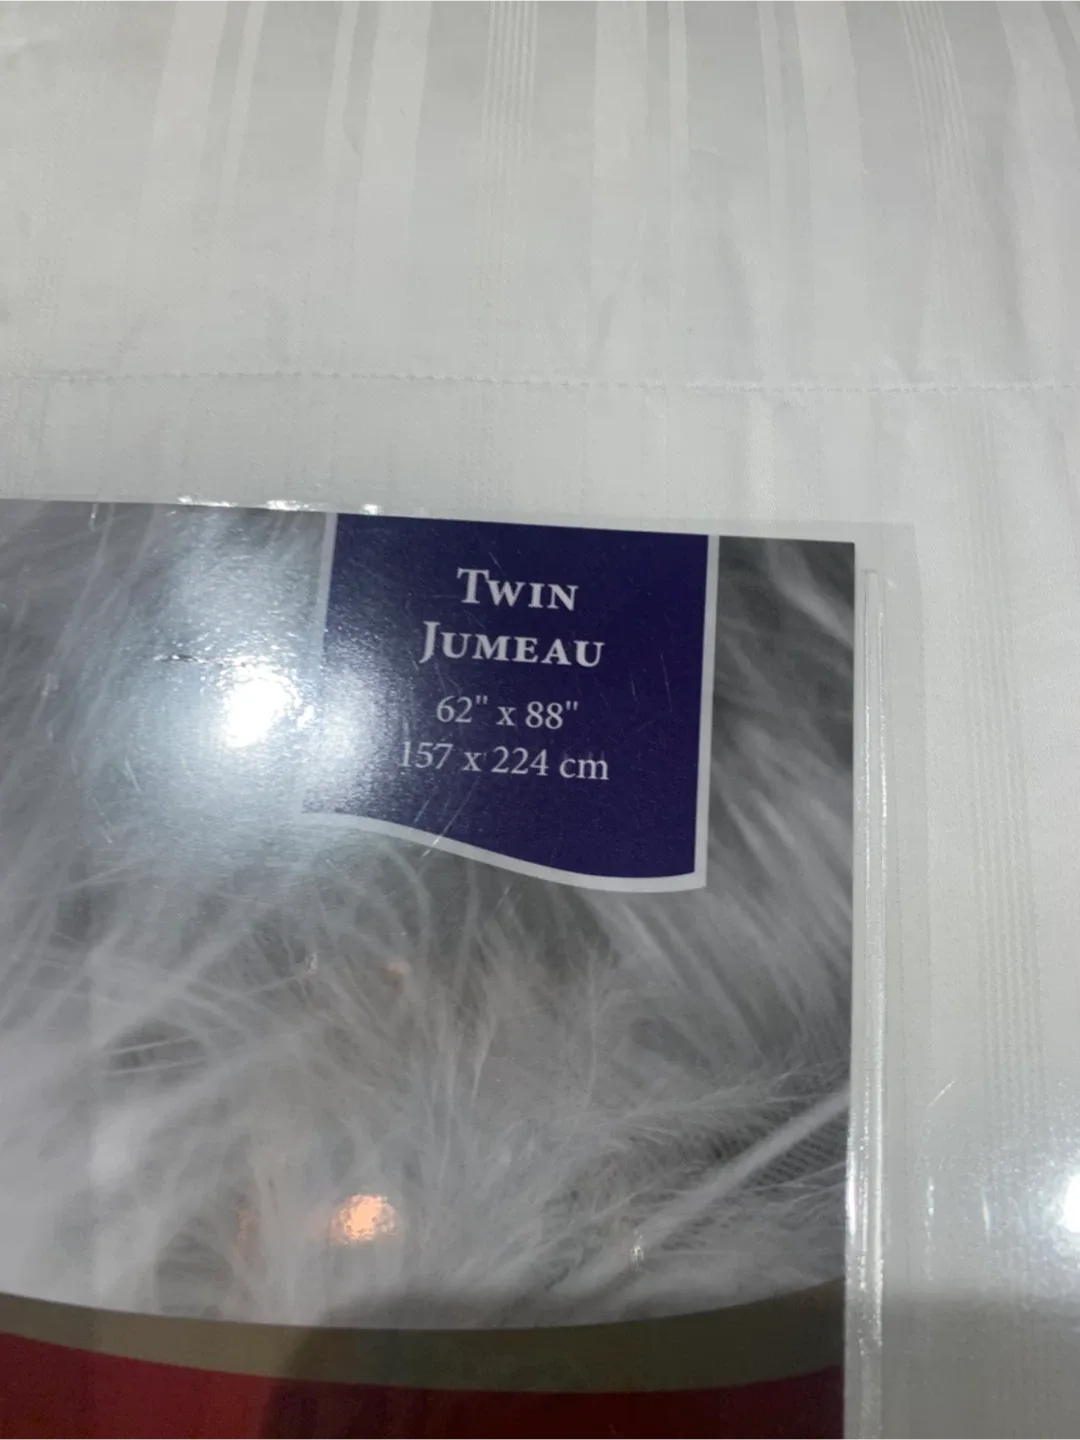 TWIN
JUMEAU
62" x 88"
157 x 224 cm